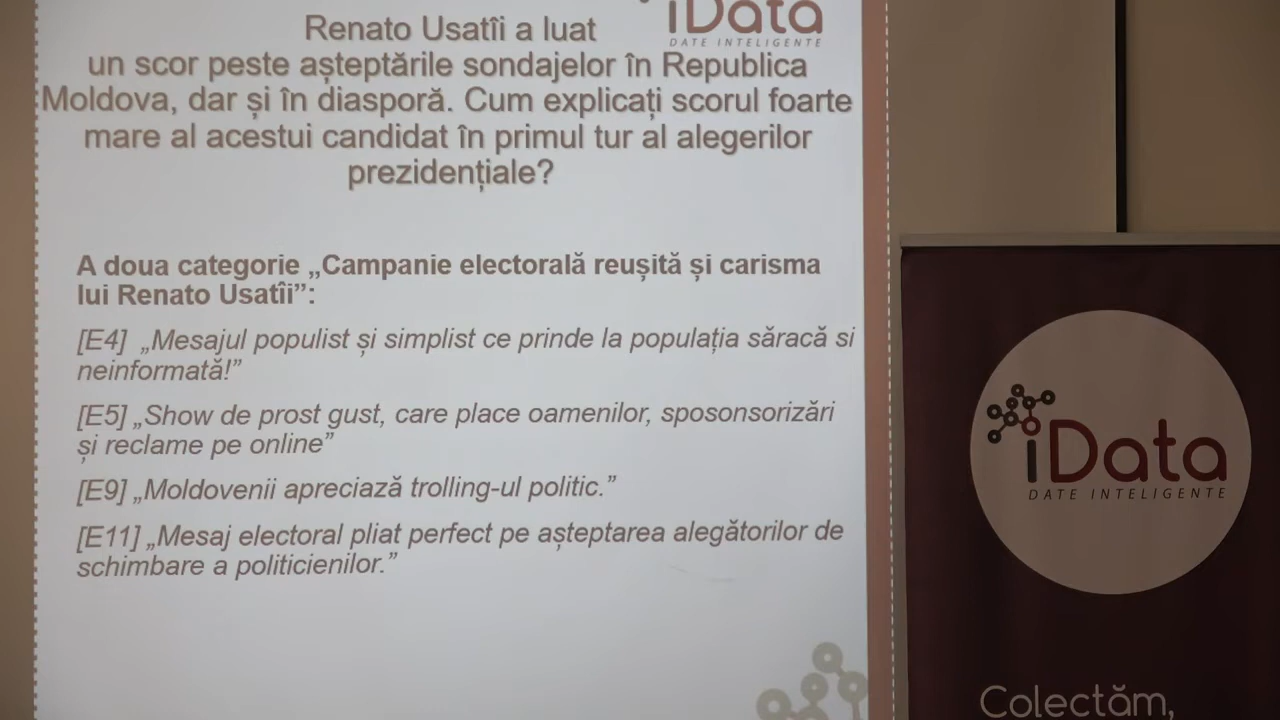 Renato Usatîi a luat
un scor peste așteptările sondajelor în Republica
Moldova, dar și în diasporă. Cum explicați scorul foarte
mare al acestui candidat în primul tur al alegerilor
prezidențiale?
iData
DATE INTELIGENTE
A doua categorie „Campanie electorală reușită și carisma
lui Renato Usatîi”:
[E4] „Mesajul populist și simplist ce prinde la populația săracă si
neinformată!”
[E5] „Show de prost gust, care place oamenilor, sposonsorizări
și reclame pe online”
[E9] „Moldovenii apreciază trolling-ul politic.”
[E11] „Mesaj electoral pliat perfect pe așteptarea alegătorilor de
schimbare a politicienilor.”
iData
DATE INTELIGENTE
Colectăm,